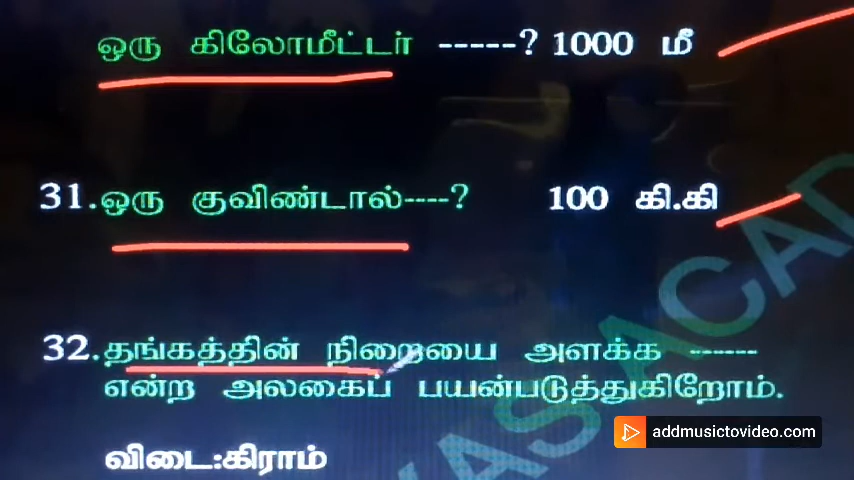 ஒரு கிலோமீட்டர் -----? 1000 மீ
31.ஒரு குவிண்டால்----? 100 கி.கி
32.தங்கத்தின் நிறையை அளக்க ------
என்ற அலகைப் பயன்படுத்துகிறோம்.
விடை:கிராம்
addmusictovideo.com